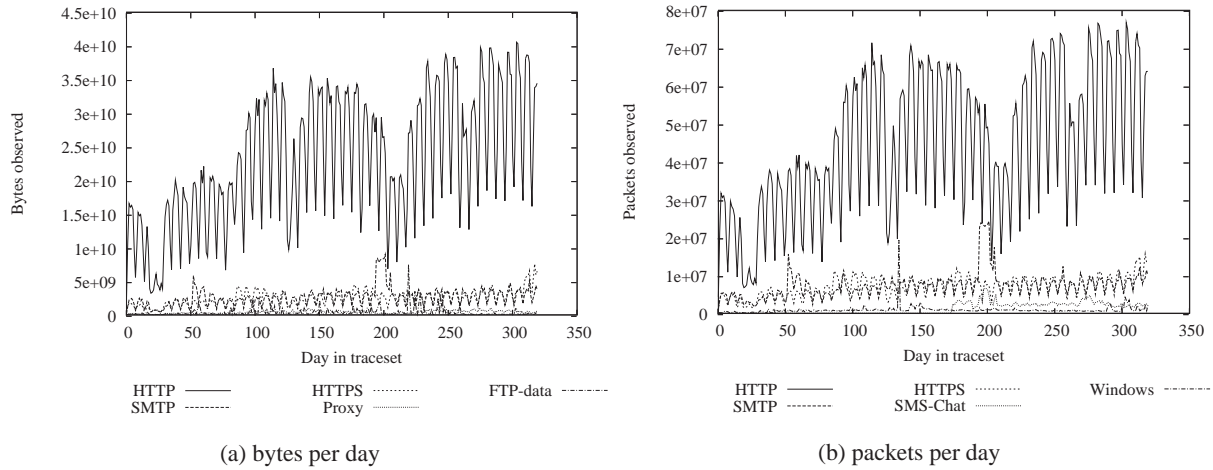 4.5e+10
4e+10
3.5e+10
3e+10
2.5e+10
2e+10
1.5e+10
1e+10
5e+09
0
Bytes observed
0 50 100 150 200 250 300 350
Day in traceset
HTTP HTTPS FTP-data
SMTP Proxy
(a) bytes per day
8e+07
7e+07
6e+07
5e+07
4e+07
3e+07
2e+07
1e+07
0
Packets observed
0 50 100 150 200 250 300 350
Day in traceset
HTTP HTTPS Windows
SMTP SMS-Chat
(b) packets per day